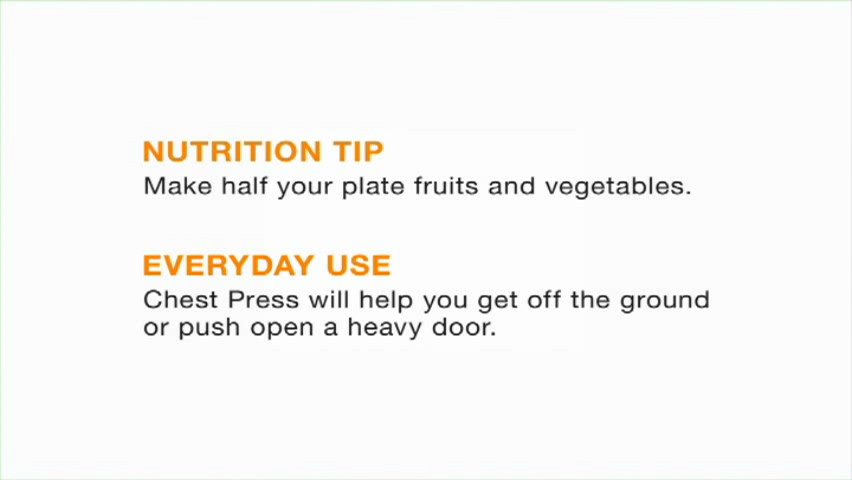 NUTRITION TIP
Make half your plate fruits and vegetables.
EVERYDAY USE
Chest Press will help you get off the ground
or push open a heavy door.